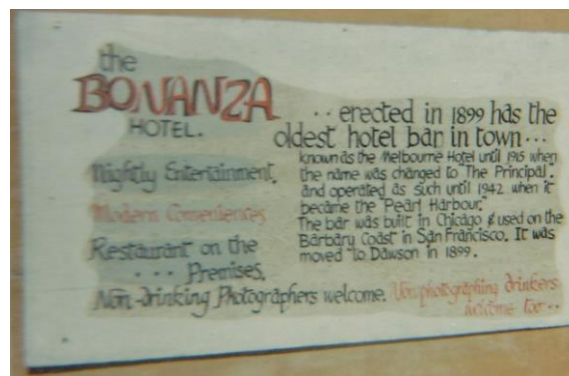 the
BONANZA
HOTEL.
Nightly Entertainment.
Modern Conveniences
Restaurant on the
... Premises.
.. erected in 1899 has the
oldest hotel bar in town...
known as the Melbourne Hotel until 1915 when
the name was changed to The Principal.
and operated as such until 1942 when it
became the "Pearl Harbour."
The bar was built in Chicago & used on the
Barbary Coast in San Francisco. It was
moved to Dawson in 1899.
Non-drinking Photographers welcome. Non-photographing drinkers
welcome too..